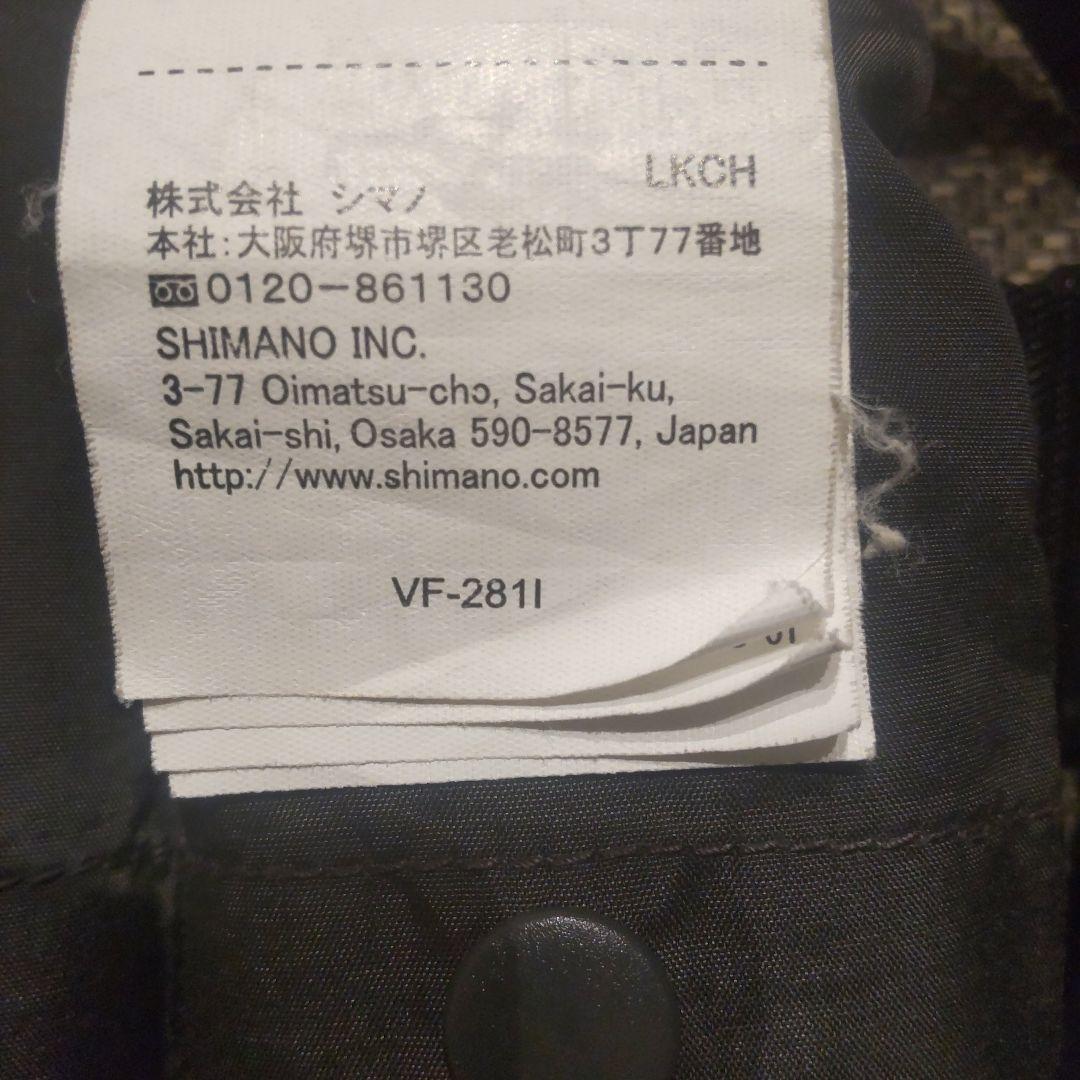 LKCH
株式会社 シマノ
本社:大阪府堺市堺区老松町3丁77番地
0120-861130
SHIMANO INC.
3-77 Oimatsu-cho, Sakai-ku,
Sakai-shi, Osaka 590-8577, Japan
http://www.shimano.com
VF-281I